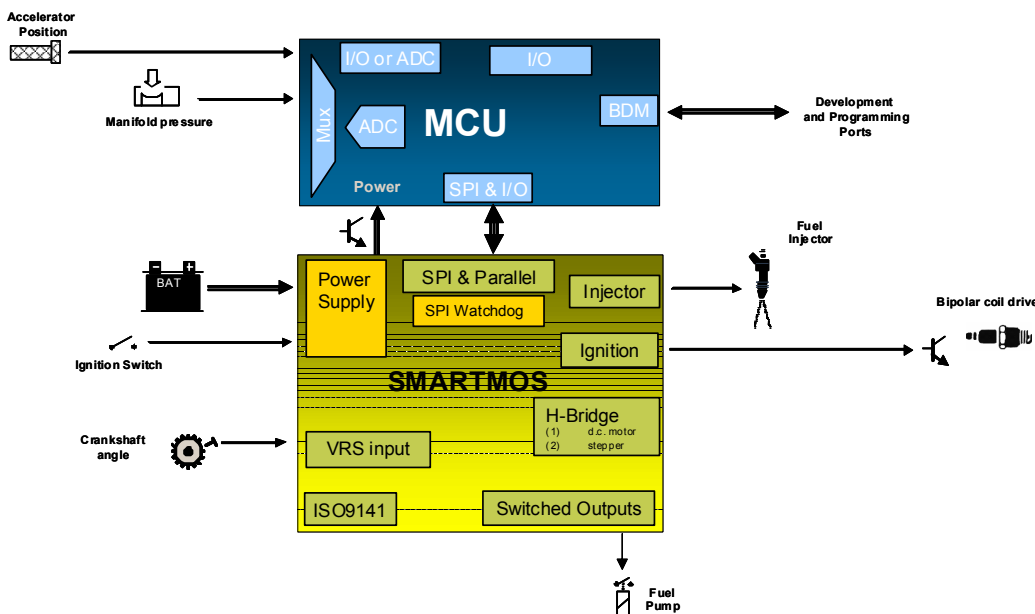 Accelerator
Position
Manifold pressure
I/O or ADC
I/O
Mux
ADC
MCU
BDM
Power
SPI & I/O
Development
and Programming
Ports
BAT
Power
Supply
SPI & Parallel
SPI Watchdog
Injector
Fuel
Injector
Ignition Switch
Ignition
Bipolar coil drive
SMARTMOS
H-Bridge
(1) d.c. motor
(2) stepper
Crankshaft
angle
VRS input
ISO9141
Switched Outputs
Fuel
Pump